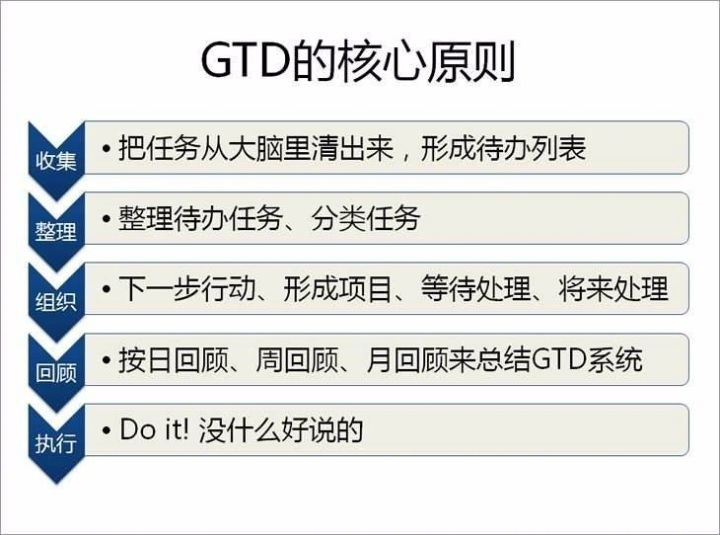 GTD的核心原则
收集
• 把任务从大脑里清出来，形成待办列表
整理
• 整理待办任务、分类任务
组织
• 下一步行动、形成项目、等待处理、将来处理
回顾
• 按日回顾、周回顾、月回顾来总结GTD系统
执行
• Do it! 没什么好说的